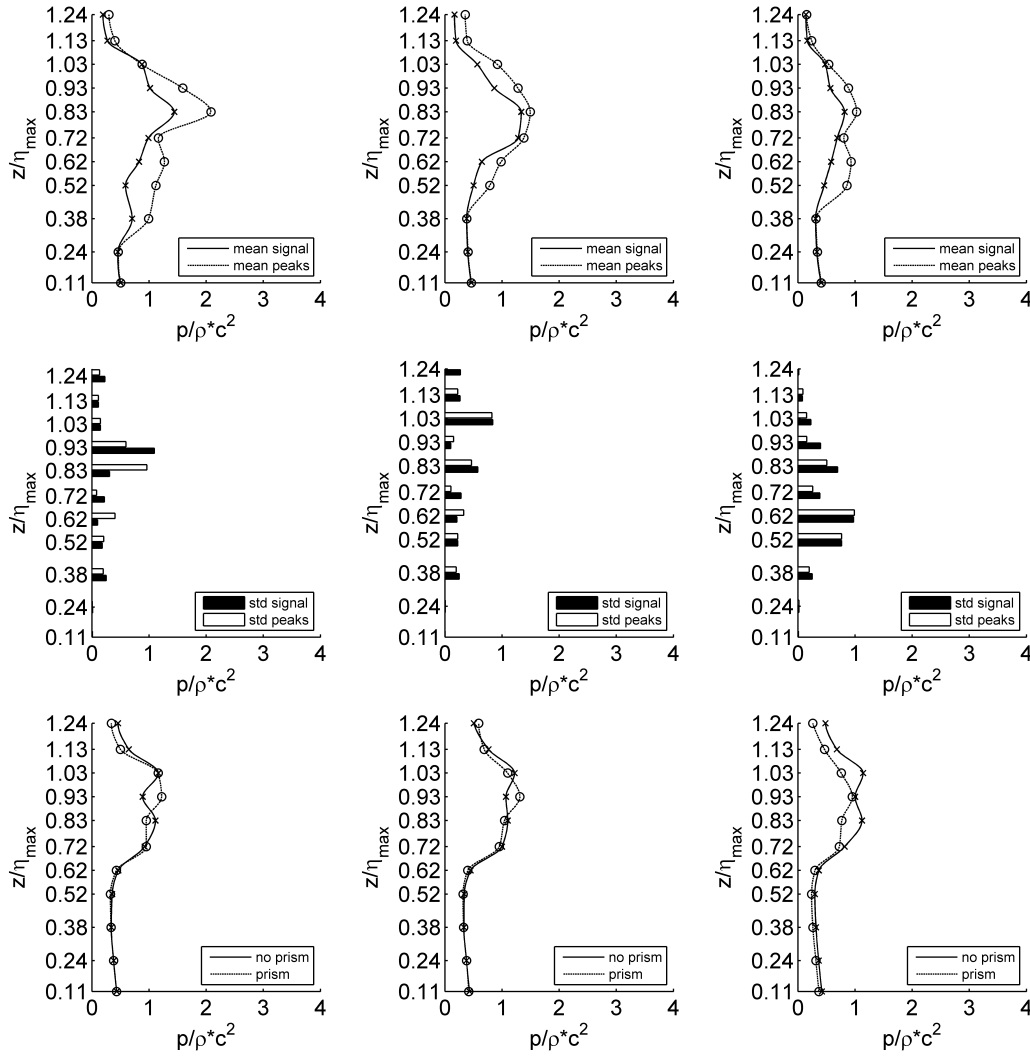 1.24
1.13
1.03
0.93
0.83
0.72
0.62
0.52
0.38
0.24
0.11
z/η_max
0 1 2 3 4
p/ρ*c^2
mean signal
mean peaks
1.24
1.13
1.03
0.93
0.83
0.72
0.62
0.52
0.38
0.24
0.11
z/η_max
0 1 2 3 4
p/ρ*c^2
mean signal
mean peaks
1.24
1.13
1.03
0.93
0.83
0.72
0.62
0.52
0.38
0.24
0.11
z/η_max
0 1 2 3 4
p/ρ*c^2
mean signal
mean peaks
1.24
1.13
1.03
0.93
0.83
0.72
0.62
0.52
0.38
0.24
0.11
z/η_max
0 1 2 3 4
p/ρ*c^2
std signal
std peaks
1.24
1.13
1.03
0.93
0.83
0.72
0.62
0.52
0.38
0.24
0.11
z/η_max
0 1 2 3 4
p/ρ*c^2
std signal
std peaks
1.24
1.13
1.03
0.93
0.83
0.72
0.62
0.52
0.38
0.24
0.11
z/η_max
0 1 2 3 4
p/ρ*c^2
std signal
std peaks
1.24
1.13
1.03
0.93
0.83
0.72
0.62
0.52
0.38
0.24
0.11
z/η_max
0 1 2 3 4
p/ρ*c^2
no prism
prism
1.24
1.13
1.03
0.93
0.83
0.72
0.62
0.52
0.38
0.24
0.11
z/η_max
0 1 2 3 4
p/ρ*c^2
no prism
prism
1.24
1.13
1.03
0.93
0.83
0.72
0.62
0.52
0.38
0.24
0.11
z/η_max
0 1 2 3 4
p/ρ*c^2
no prism
prism